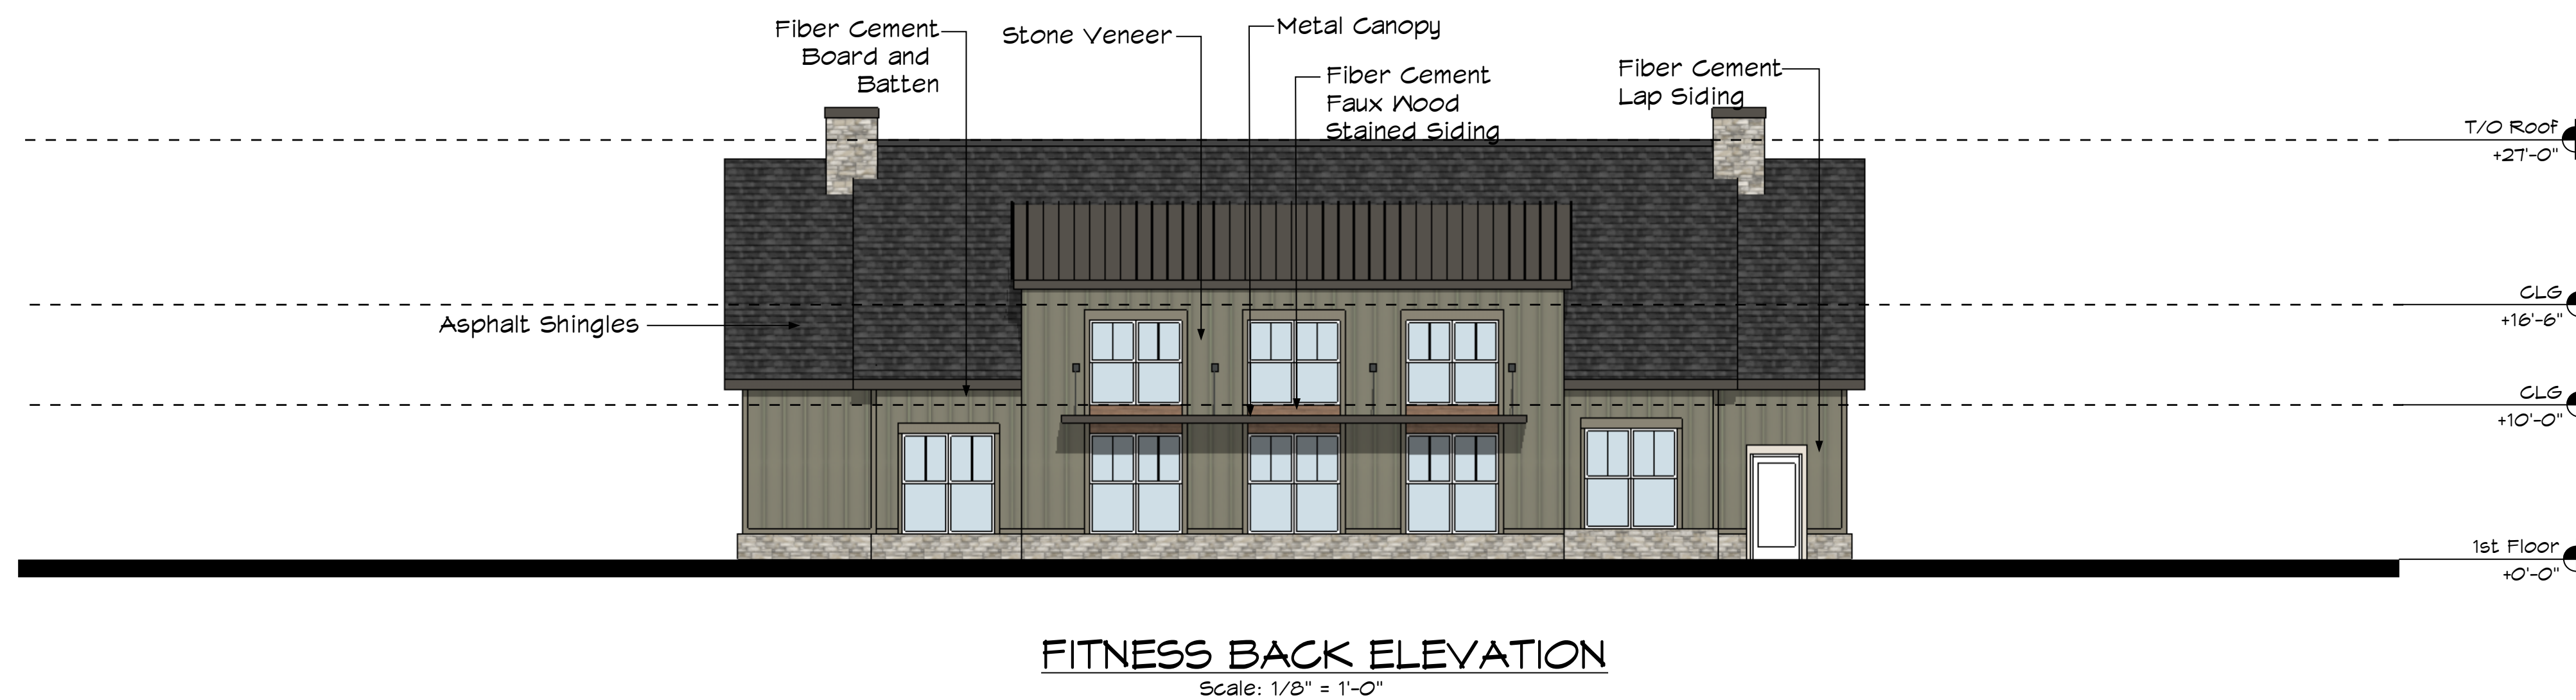 Fiber Cement
Board and
Batten
Stone Veneer
Metal Canopy
Fiber Cement
Faux Wood
Stained Siding
Fiber Cement
Lap Siding
T/O Roof
+27'-0"
CLG
+16'-6"
Asphalt Shingles
CLG
+10'-0"
1st Floor
+0'-0"
FITNESS BACK ELEVATION
Scale: 1/8" = 1'-0"